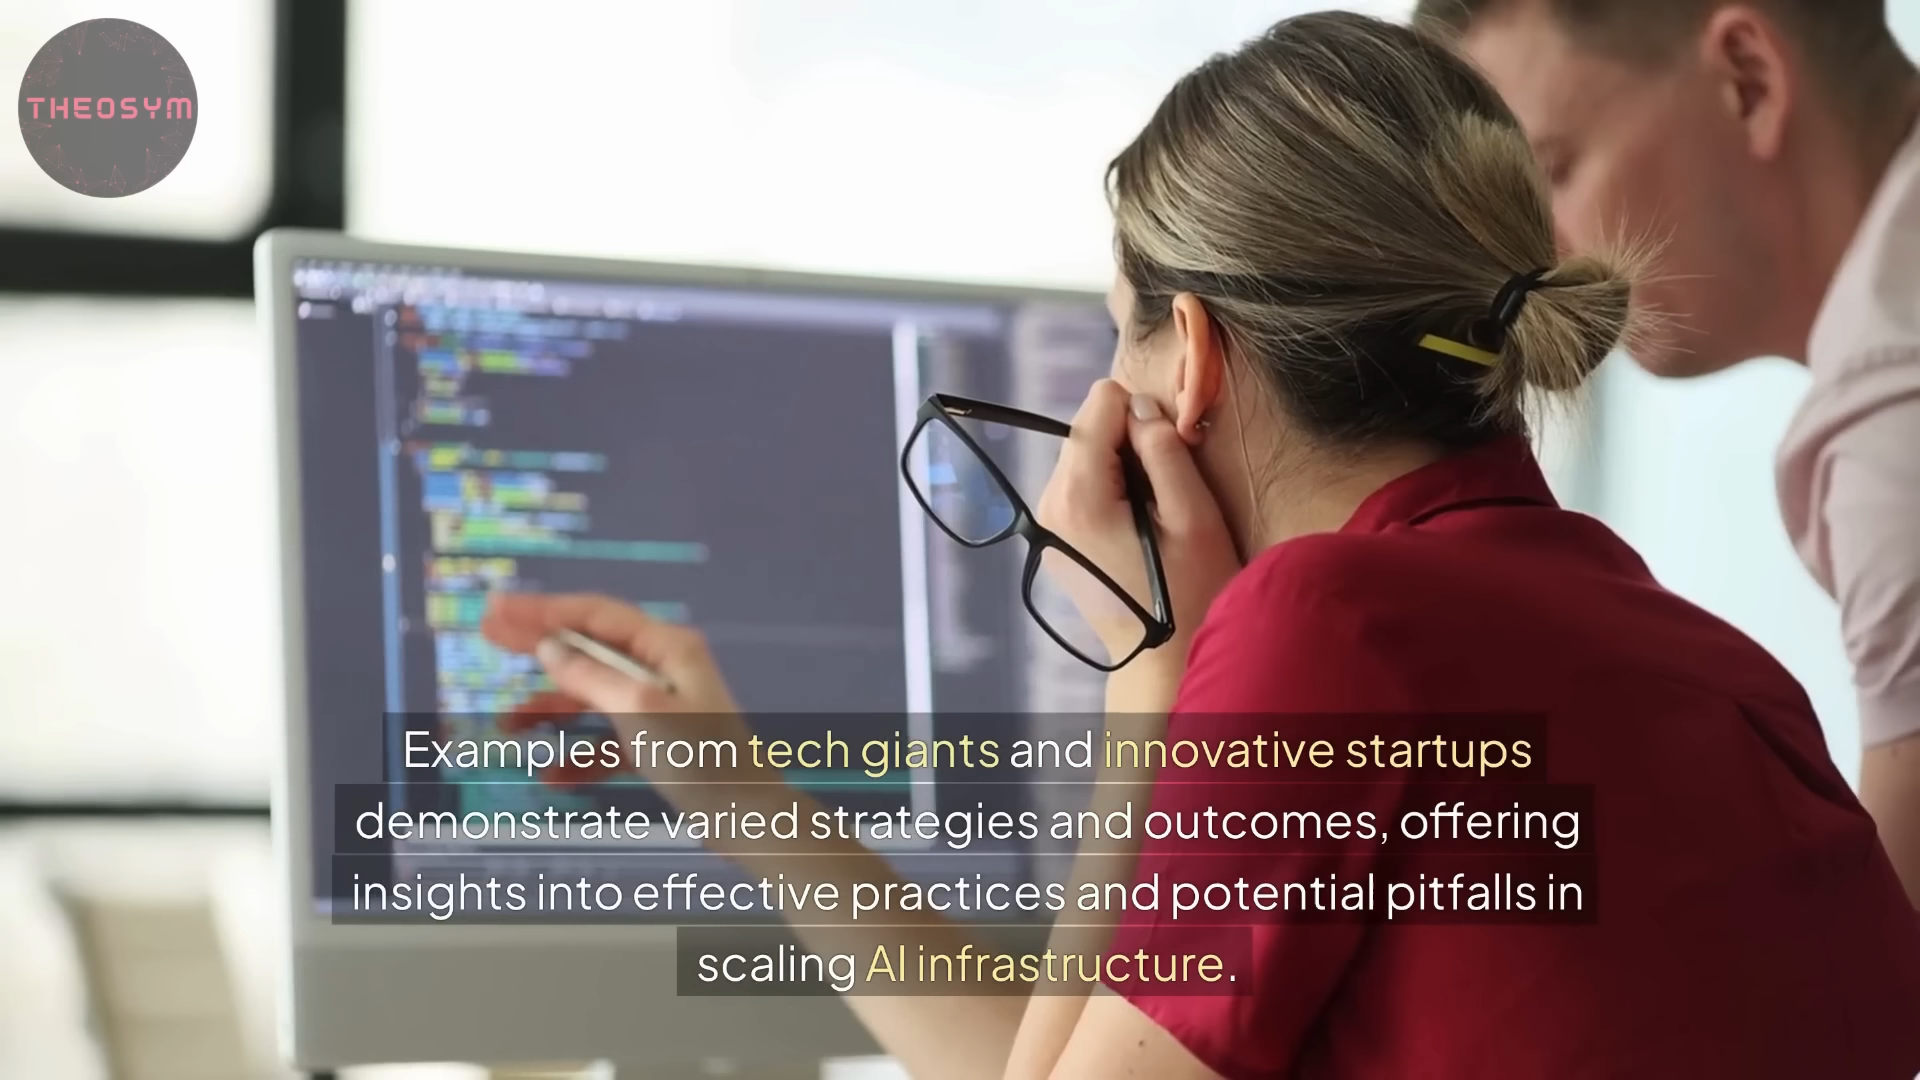 THEOSYM
Examples from tech giants and innovative startups
demonstrate varied strategies and outcomes, offering
insights into effective practices and potential pitfalls in
scaling AI infrastructure.